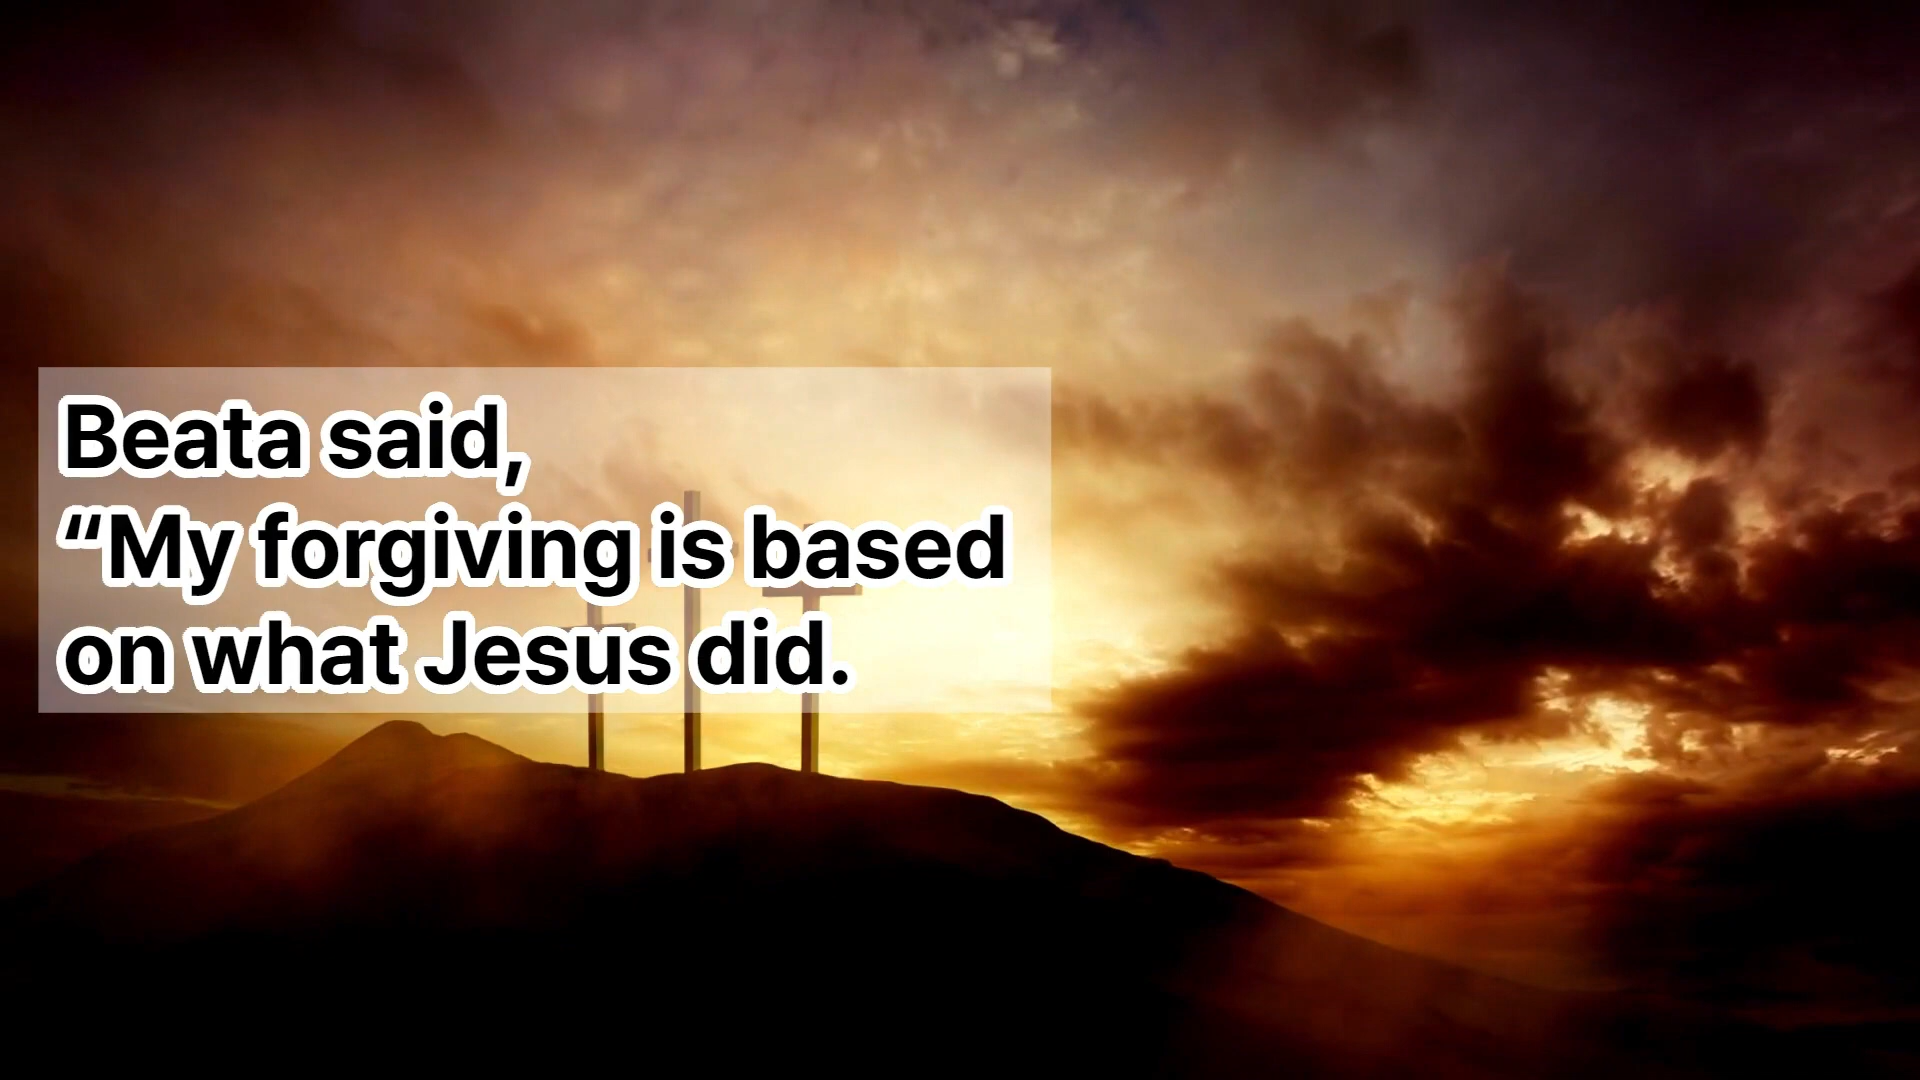 Beata said,
“My forgiving is based
on what Jesus did.